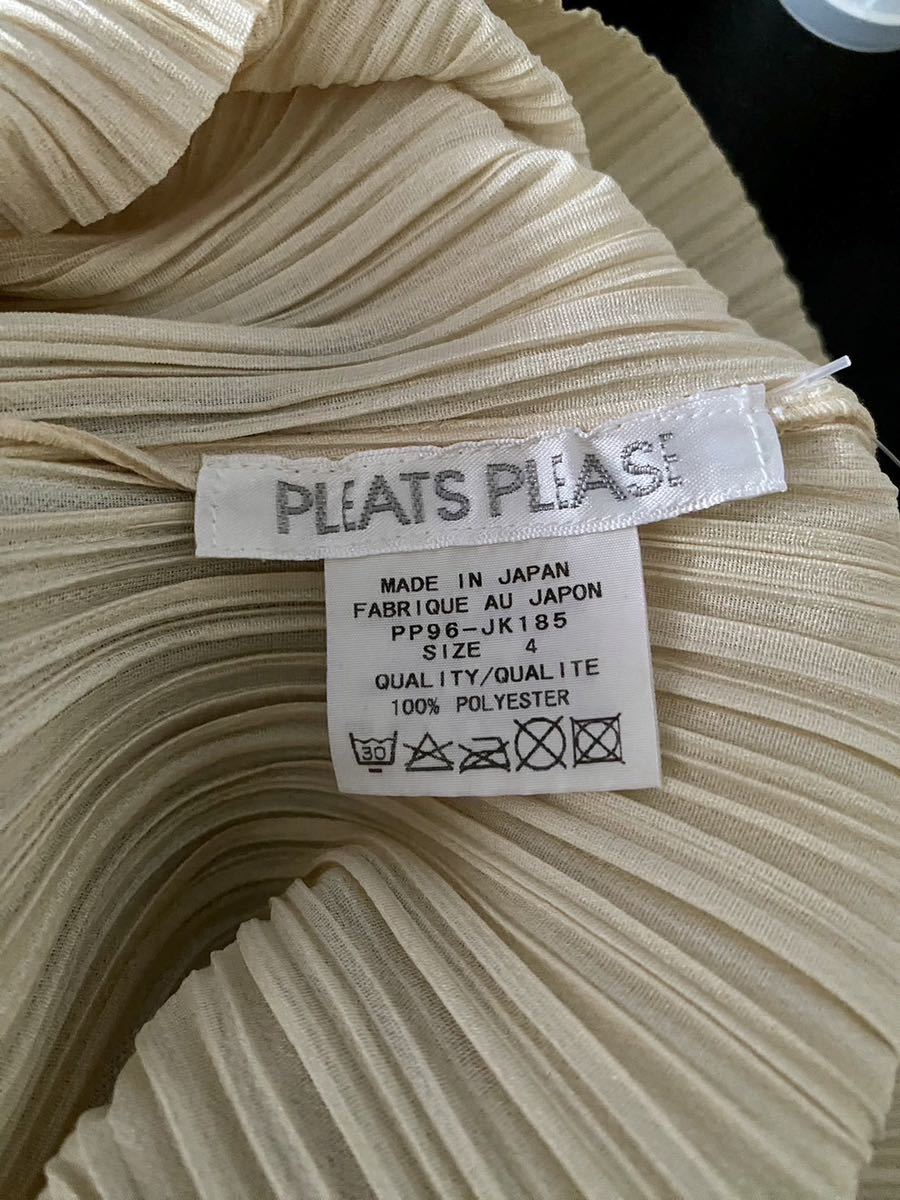 PLEATS PLEASE
MADE IN JAPAN
FABRIQUE AU JAPON
PP96-JK185
SIZE 4
QUALITY/QUALITE
100% POLYESTER
30